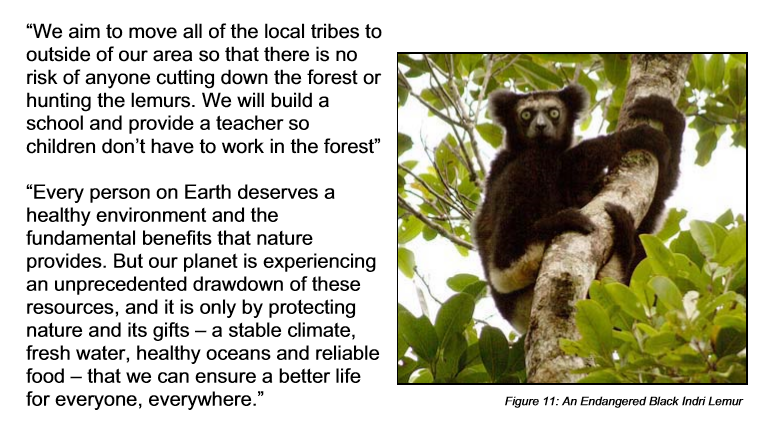 “We aim to move all of the local tribes to
outside of our area so that there is no
risk of anyone cutting down the forest or
hunting the lemurs. We will build a
school and provide a teacher so
children don’t have to work in the forest”
“Every person on Earth deserves a
healthy environment and the
fundamental benefits that nature
provides. But our planet is experiencing
an unprecedented drawdown of these
resources, and it is only by protecting
nature and its gifts – a stable climate,
fresh water, healthy oceans and reliable
food – that we can ensure a better life
for everyone, everywhere.”
Figure 11: An Endangered Black Indri Lemur